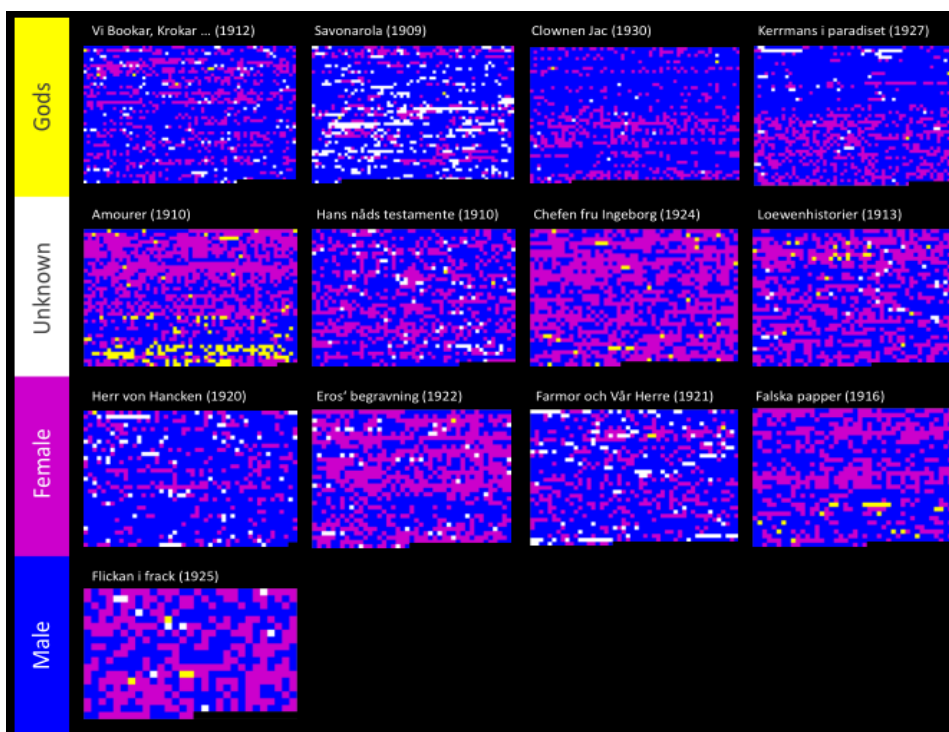 Vi Bookar, Krokar ... (1912)
Savonarola (1909)
Clownen Jac (1930)
Kerrmans i paradiset (1927)
Gods
Amourer (1910)
Hans nåds testamente (1910)
Chefen fru Ingeborg (1924)
Loewenhistorier (1913)
Unknown
Herr von Hancken (1920)
Eros' begravning (1922)
Farmor och Vår Herre (1921)
Falska papper (1916)
Female
Flickan i frack (1925)
Male